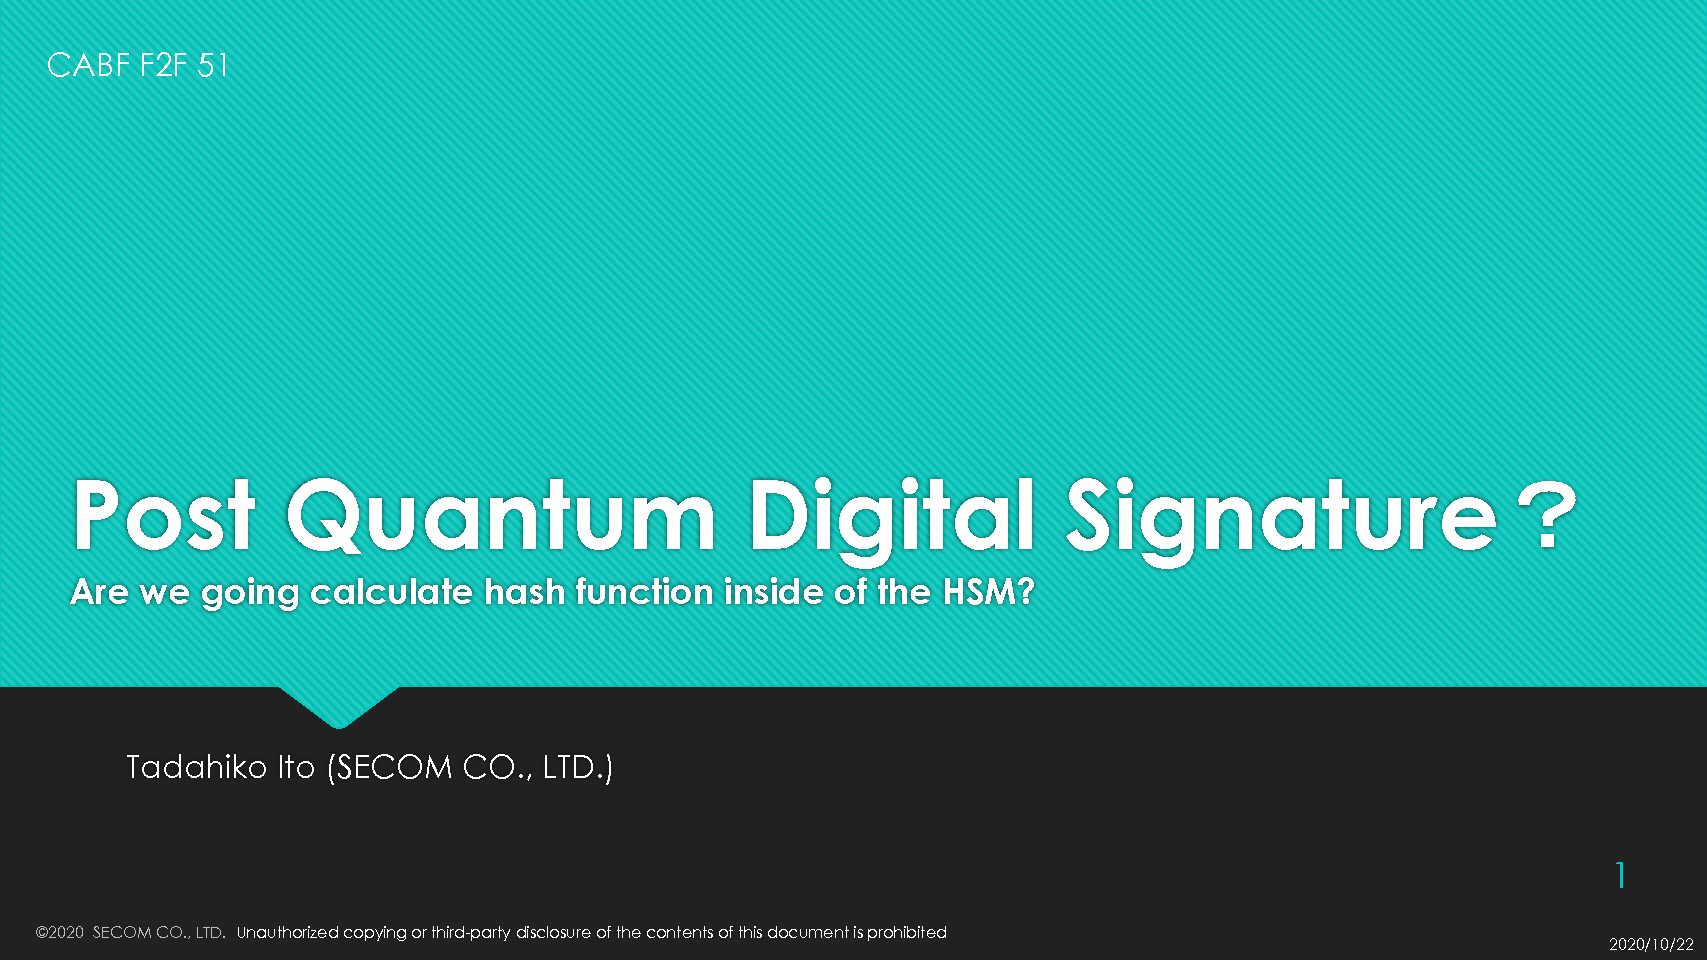 CABF F2F 51
Post Quantum Digital Signature？
Are we going calculate hash function inside of the HSM?
Tadahiko Ito (SECOM CO., LTD.)
1
©2020 SECOM CO., LTD. Unauthorized copying or third-party disclosure of the contents of this document is prohibited
2020/10/22